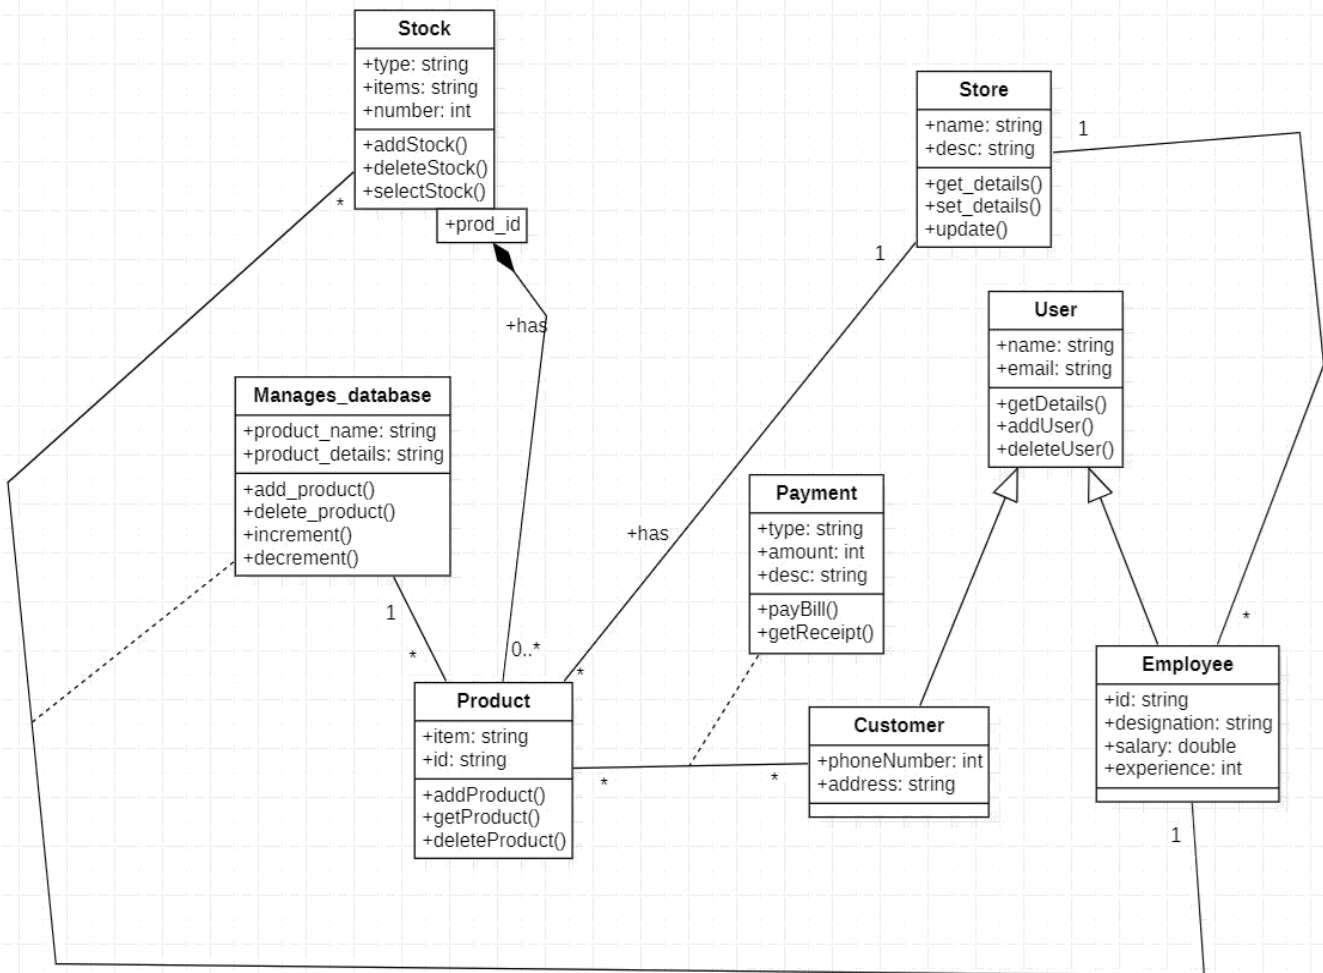 Stock
+type: string
+items: string
+number: int
+addStock()
+deleteStock()
+selectStock()
*
+prod_id
+has
Store
+name: string
+desc: string
+get_details()
+set_details()
+update()
1
1
User
+name: string
+email: string
+getDetails()
+addUser()
+deleteUser()
Manages_database
+product_name: string
+product_details: string
+add_product()
+delete_product()
+increment()
+decrement()
1
*
0..*
*
+has
Payment
+type: string
+amount: int
+desc: string
+payBill()
+getReceipt()
*
Product
+item: string
+id: string
+addProduct()
+getProduct()
+deleteProduct()
*
*
Customer
+phoneNumber: int
+address: string
Employee
+id: string
+designation: string
+salary: double
+experience: int
1